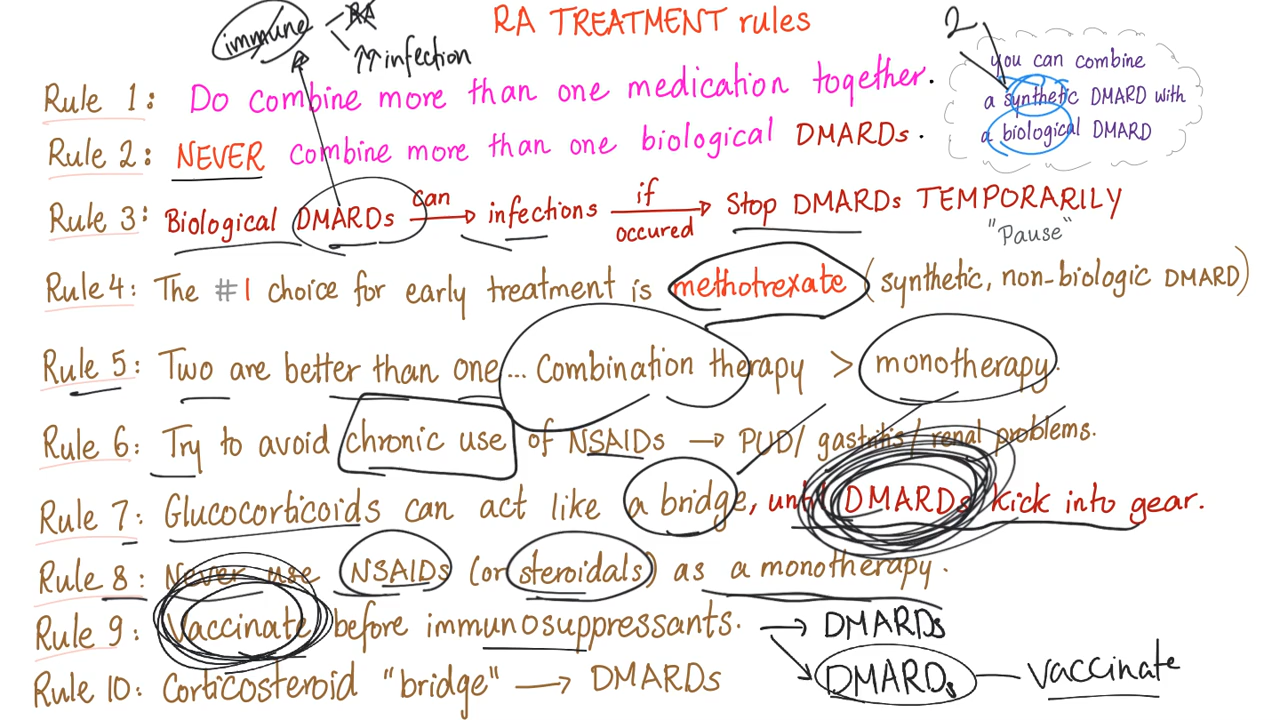 RA TREATMENT rules
immune
RA
↑↑ infection
2
you can combine
a synthetic DMARD with
a biological DMARD
Rule 1: Do combine more than one medication together.
Rule 2: NEVER combine more than one biological DMARDs.
Rule 3: Biological DMARDs can → infections if occured → Stop DMARDs TEMPORARILY
"Pause"
Rule 4: The #1 choice for early treatment is methotrexate (synthetic, non-biologic DMARD)
Rule 5: Two are better than one... Combination therapy > monotherapy.
Rule 6: Try to avoid chronic use of NSAIDs → PUD/ gastritis/ renal problems.
Rule 7: Glucocorticoids can act like a bridge, until DMARDs kick into gear.
Rule 8: Never use NSAIDs (or steroidals) as a monotherapy.
Rule 9: Vaccinate before immunosuppressants. → DMARDs
Rule 10: Corticosteroid "bridge" → DMARDs
DMARDs — vaccinate